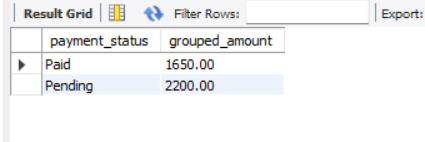 Result Grid Filter Rows: Export:
payment_status grouped_amount
Paid 1650.00
Pending 2200.00